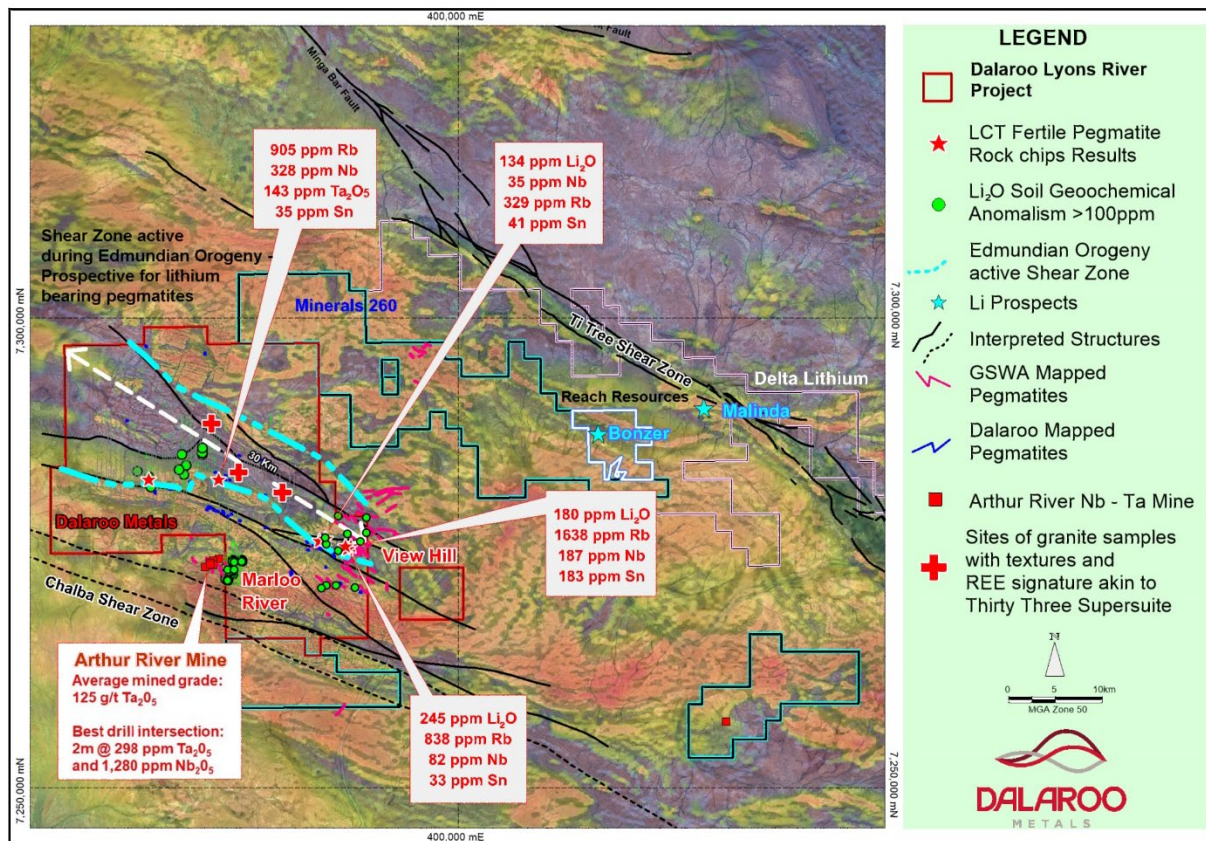 400,000 mE
Minga Bar Fault
Fault
905 ppm Rb
328 ppm Nb
143 ppm Ta₂O₅
35 ppm Sn
134 ppm Li₂O
35 ppm Nb
329 ppm Rb
41 ppm Sn
Shear Zone active
during Edmundian Orogeny -
Prospective for lithium
bearing pegmatites
Minerals 260
7,300,000 mN
7,300,000 mN
Ti Tree Shear Zone
Delta Lithium
Reach Resources
Malinda
Bonzer
30 Km
Dalaroo Metals
View Hill
Marloo
River
Chalba Shear Zone
180 ppm Li₂O
1638 ppm Rb
187 ppm Nb
183 ppm Sn
Arthur River Mine
Average mined grade:
125 g/t Ta₂0₅
Best drill intersection:
2m @ 298 ppm Ta₂0₅
and 1,280 ppm Nb₂0₅
245 ppm Li₂O
838 ppm Rb
82 ppm Nb
33 ppm Sn
7,250,000 mN
7,250,000 mN
400,000 mE
LEGEND
Dalaroo Lyons River
Project
LCT Fertile Pegmatite
Rock chips Results
Li₂O Soil Geoochemical
Anomalism >100ppm
Edmundian Orogeny
active Shear Zone
Li Prospects
Interpreted Structures
GSWA Mapped
Pegmatites
Dalaroo Mapped
Pegmatites
Arthur River Nb - Ta Mine
Sites of granite samples
with textures and
REE signature akin to
Thirty Three Supersuite
N
0 5 10km
MGA Zone 50
DALAROO
METALS